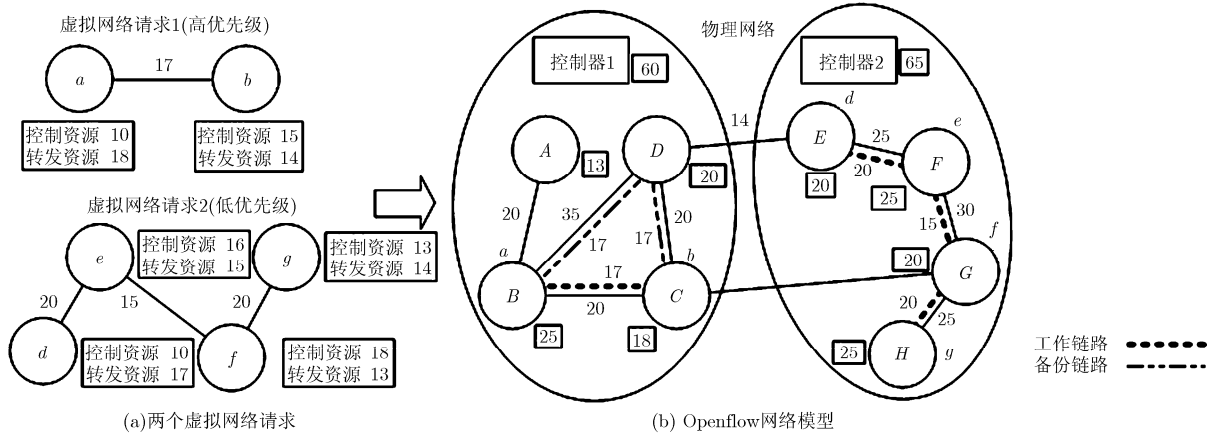 虚拟网络请求1(高优先级)
a
17
b
控制资源 10
转发资源 18
控制资源 15
转发资源 14
虚拟网络请求2(低优先级)
e
控制资源 16
转发资源 15
g
控制资源 13
转发资源 14
20
15
20
d
控制资源 10
转发资源 17
f
控制资源 18
转发资源 13
(a)两个虚拟网络请求
物理网络
控制器1
60
控制器2
65
A
13
D
20
14
d
E
20
25
20
e
F
25
20
35
17
20
17
15
30
a
B
25
17
20
b
C
18
f
G
20
20
25
H
25
g
工作链路
备份链路
(b) Openflow网络模型